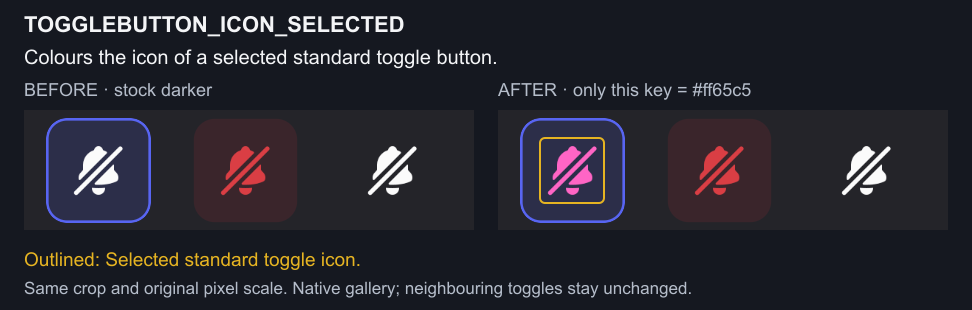 TOGGLEBUTTON_ICON_SELECTED
Colours the icon of a selected standard toggle button.
BEFORE · stock darker
AFTER · only this key = #ff65c5
Outlined: Selected standard toggle icon.
Same crop and original pixel scale. Native gallery; neighbouring toggles stay unchanged.